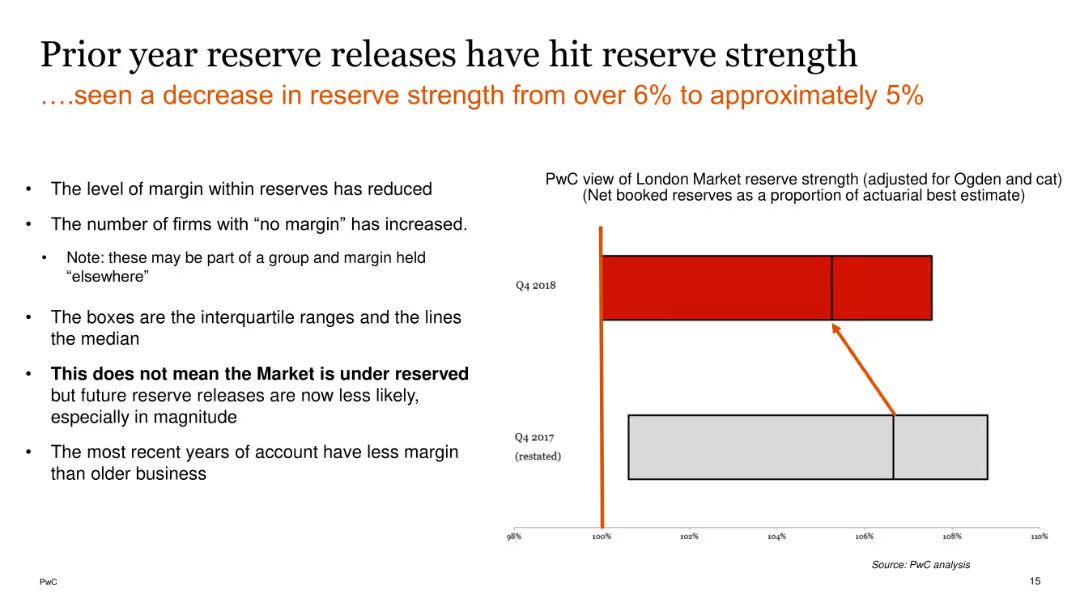 Prior year reserve releases have hit reserve strength
….seen a decrease in reserve strength from over 6% to approximately 5%
• The level of margin within reserves has reduced
• The number of firms with “no margin” has increased.
• Note: these may be part of a group and margin held
“elsewhere”
• The boxes are the interquartile ranges and the lines
the median
• This does not mean the Market is under reserved
but future reserve releases are now less likely,
especially in magnitude
• The most recent years of account have less margin
than older business
PwC view of London Market reserve strength (adjusted for Ogden and cat)
(Net booked reserves as a proportion of actuarial best estimate)
Q4 2018
Q4 2017
(restated)
98% 100% 102% 104% 106% 108% 110%
Source: PwC analysis
PwC
15